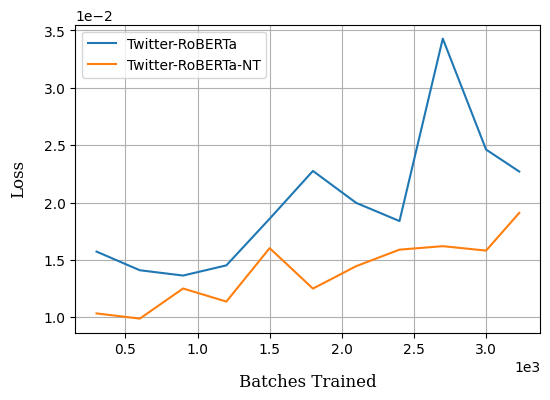 1e−2
3.5
3.0
2.5
2.0
1.5
1.0
Loss
Twitter-RoBERTa
Twitter-RoBERTa-NT
0.5 1.0 1.5 2.0 2.5 3.0
1e3
Batches Trained